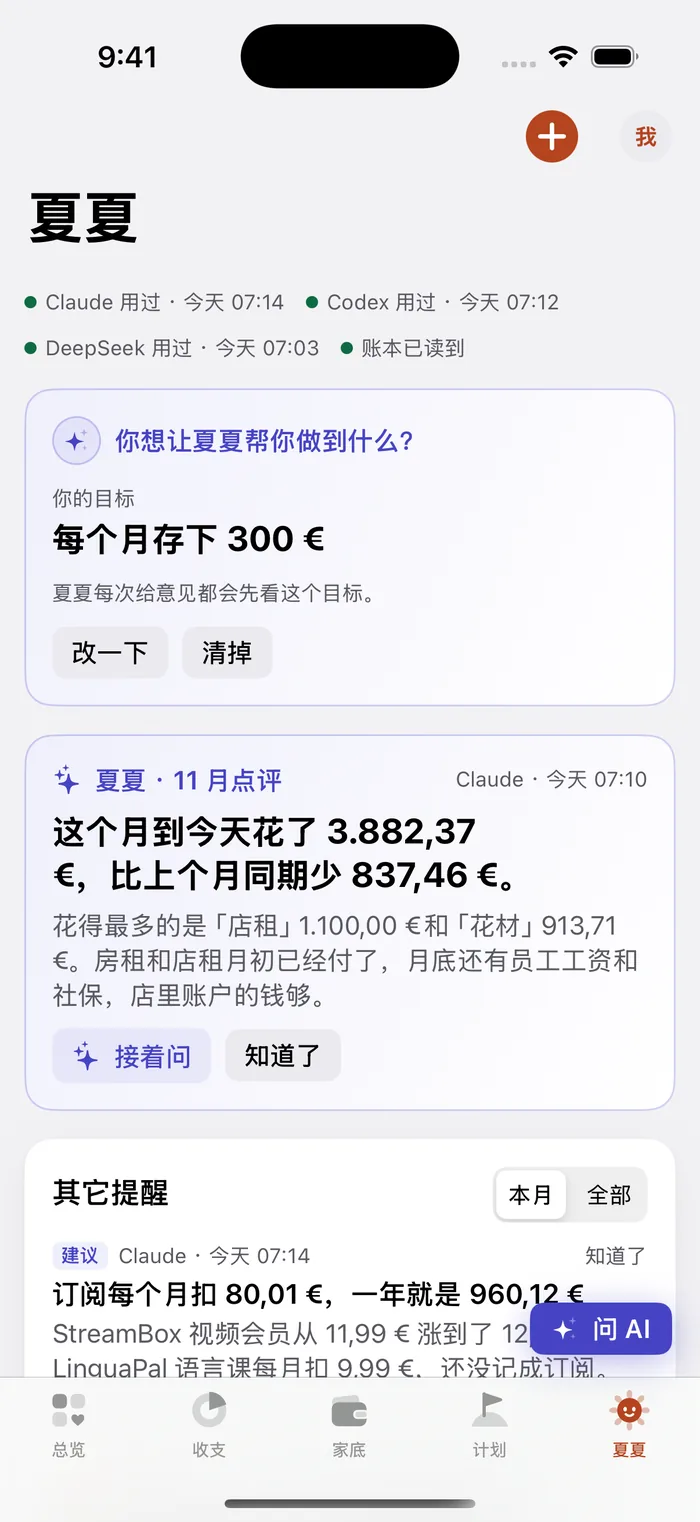 9:41
我
夏夏
Claude 用过 · 今天 07:14 Codex 用过 · 今天 07:12
DeepSeek 用过 · 今天 07:03 账本已读到
你想让夏夏帮你做到什么?
你的目标
每个月存下 300 €
夏夏每次给意见都会先看这个目标。
改一下 清掉
夏夏 · 11 月点评 Claude · 今天 07:10
这个月到今天花了 3.882,37
€，比上个月同期少 837,46 €。
花得最多的是「店租」1.100,00 €和「花材」913,71
€。房租和店租月初已经付了，月底还有员工工资和
社保，店里账户的钱够。
接着问 知道了
其它提醒 本月 全部
建议 Claude · 今天 07:14 知道了
订阅每个月扣 80,01 €，一年就是 960,12 €
StreamBox 视频会员从 11,99 € 涨到了 12
问 AI
LinguaPal 语言课每月扣 9,99 €，还没记成订阅。
总览 收支 家底 计划 夏夏